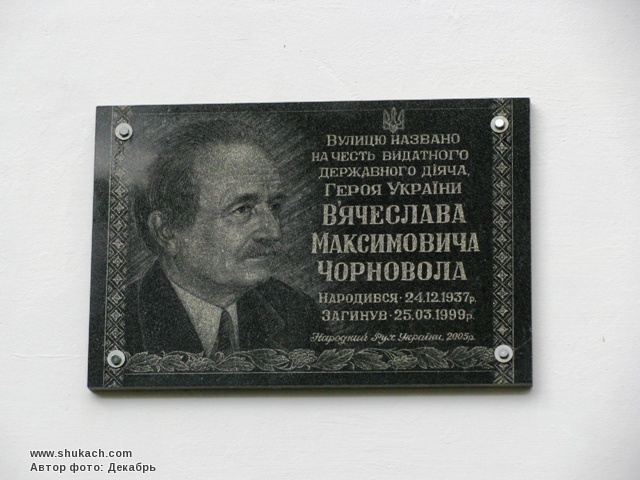 Вулицю названо
на честь видатного
державного діяча,
Героя України
В'ячеслава
Максимовича
Чорновола
народився · 24.12.1937р.
загинув · 25.03.1999р.
Народний Рух України, 2005р.
www.shukach.com
Автор фото: Декабрь